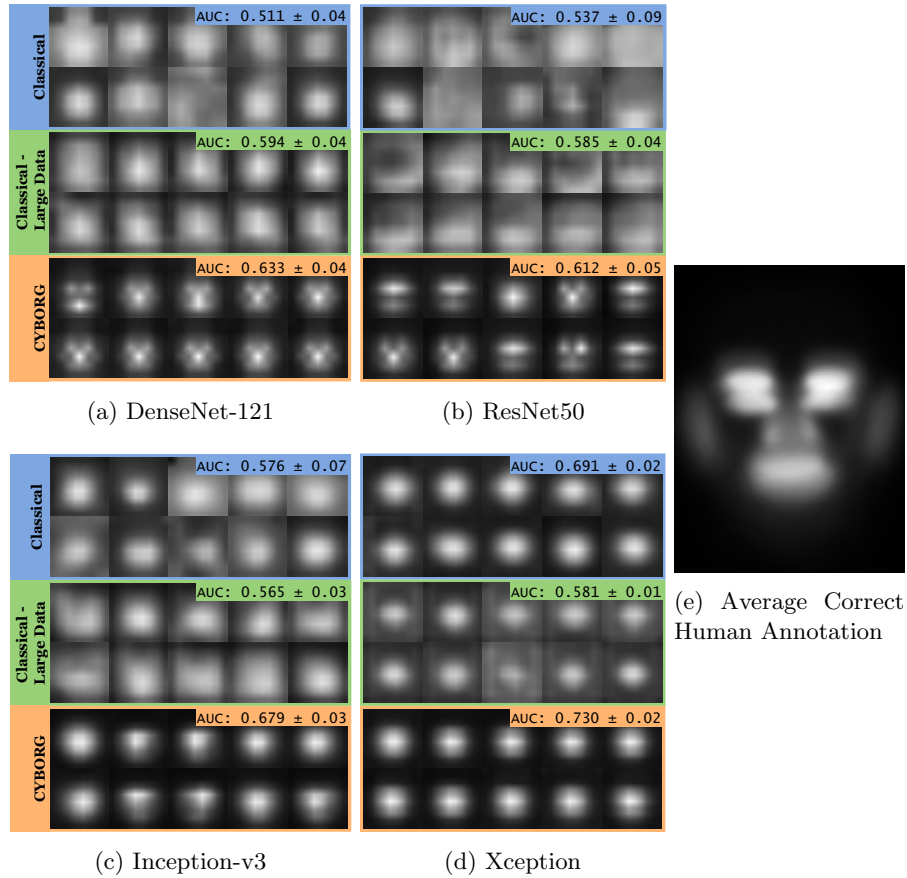 AUC: 0.511 ± 0.04
AUC: 0.537 ± 0.09
Classical
AUC: 0.594 ± 0.04
AUC: 0.585 ± 0.04
Classical -
Large Data
AUC: 0.633 ± 0.04
AUC: 0.612 ± 0.05
CYBORG
(a) DenseNet-121
(b) ResNet50
AUC: 0.576 ± 0.07
AUC: 0.691 ± 0.02
Classical
AUC: 0.565 ± 0.03
AUC: 0.581 ± 0.01
Classical -
Large Data
AUC: 0.679 ± 0.03
AUC: 0.730 ± 0.02
CYBORG
(c) Inception-v3
(d) Xception
(e) Average Correct
Human Annotation